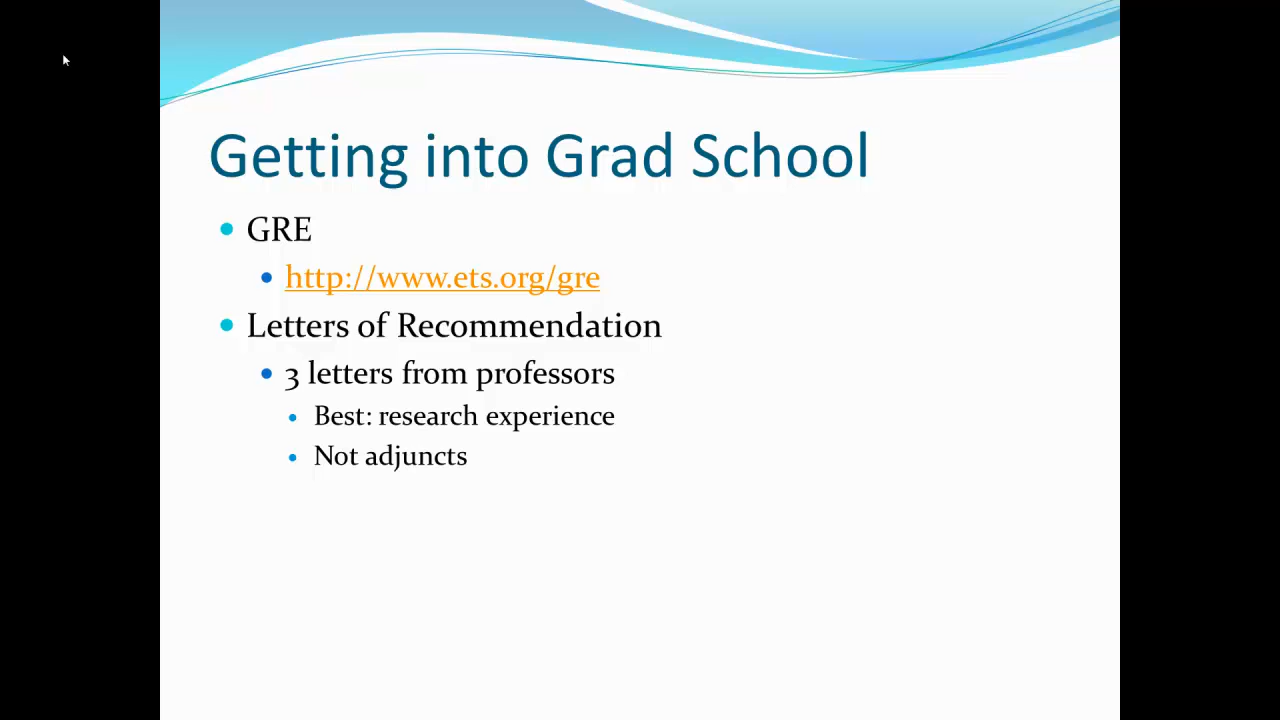 Getting into Grad School
GRE
http://www.ets.org/gre
Letters of Recommendation
3 letters from professors
Best: research experience
Not adjuncts